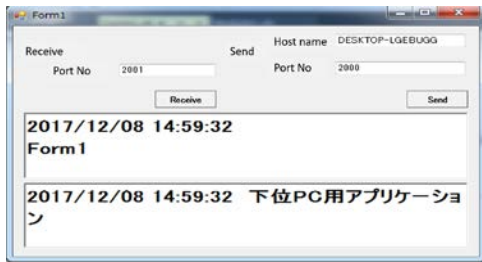 Form1
Receive
Port No 2001
Receive
Send
Host name DESKTOP-LGEBUGG
Port No 2000
Send
2017/12/08 14:59:32
Form1
2017/12/08 14:59:32 下位PC用アプリケーショ
ン